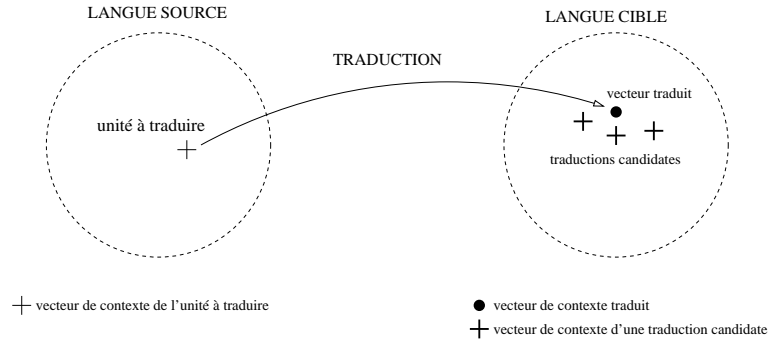 LANGUE SOURCE
LANGUE CIBLE
TRADUCTION
vecteur traduit
unité à traduire
traductions candidates
vecteur de contexte de l'unité à traduire
vecteur de contexte traduit
vecteur de contexte d'une traduction candidate